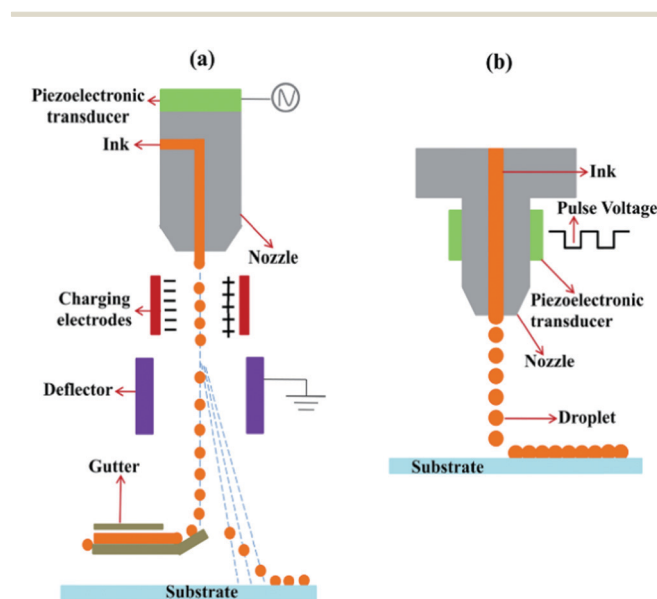 (a)
Piezoelectronic
transducer
Ink
Nozzle
Charging
electrodes
Deflector
Gutter
Substrate
(b)
Ink
Pulse Voltage
Piezoelectronic
transducer
Nozzle
Droplet
Substrate